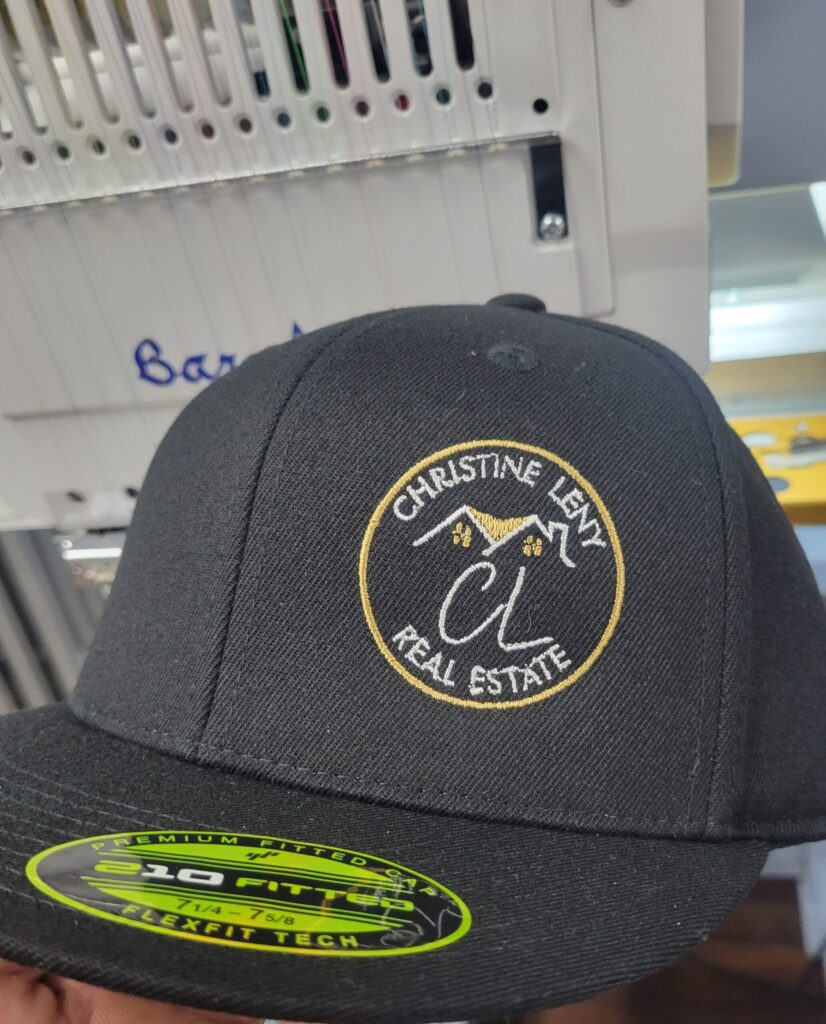 CHRISTINE LENY
CL
REAL ESTATE
PREMIUM FITTED CAP
210 FITTED
7 1/4 - 7 5/8
FLEXFIT TECH